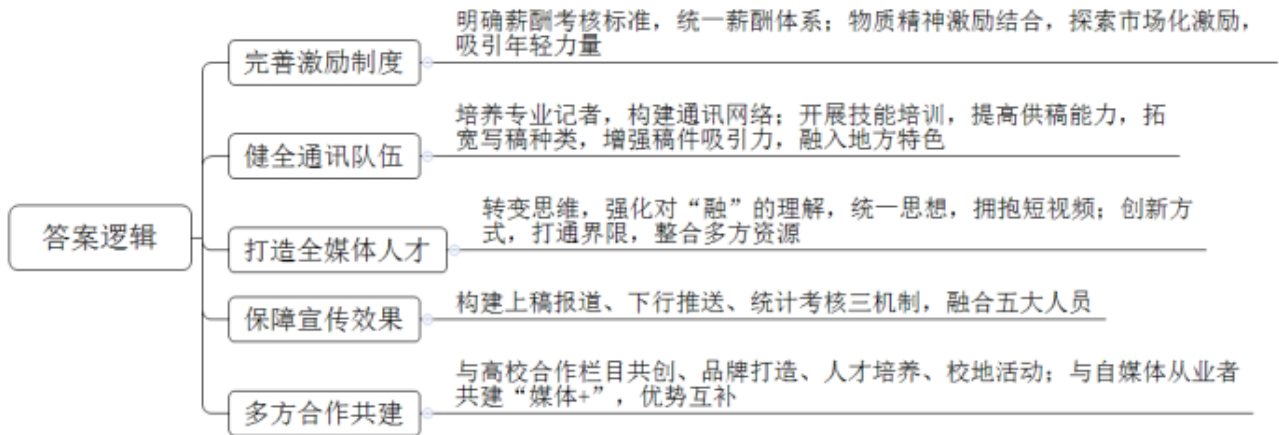 答案逻辑
完善激励制度
明确薪酬考核标准，统一薪酬体系；物质精神激励结合，探索市场化激励，
吸引年轻力量
健全通讯队伍
培养专业记者，构建通讯网络；开展技能培训，提高供稿能力，拓
宽写稿种类，增强稿件吸引力，融入地方特色
打造全媒体人才
转变思维，强化对“融”的理解，统一思想，拥抱短视频；创新方
式，打通界限，整合多方资源
保障宣传效果
构建上稿报道、下行推送、统计考核三机制，融合五大人员
多方合作共建
与高校合作栏目共创、品牌打造、人才培养、校地活动；与自媒体从业者
共建“媒体+”，优势互补